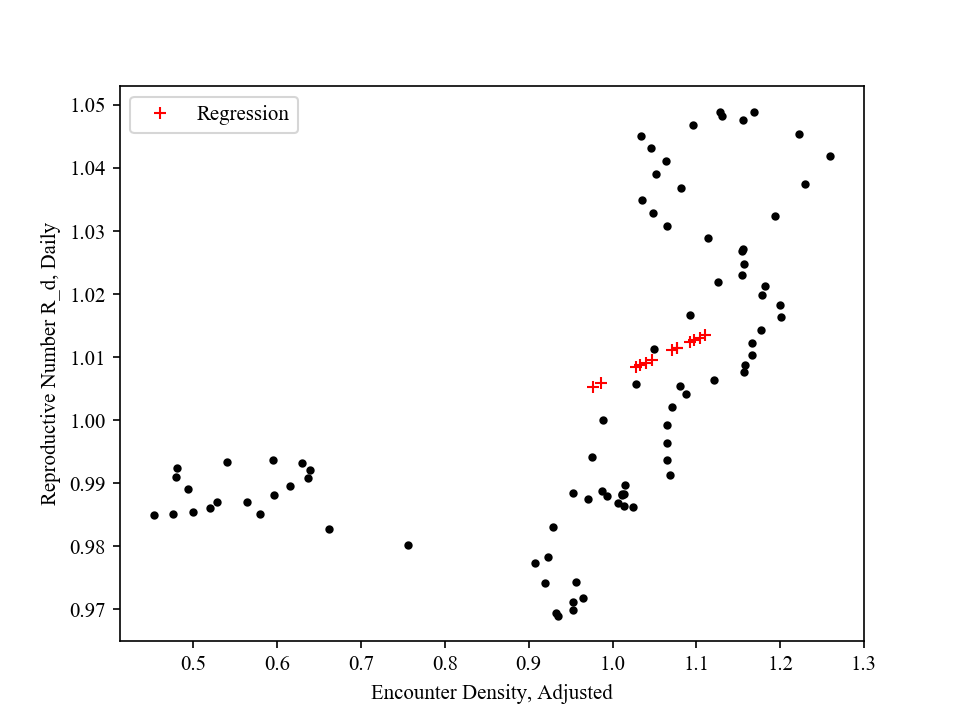 Regression
1.05
1.04
1.03
1.02
1.01
1.00
0.99
0.98
0.97
Reproductive Number R_d, Daily
0.5 0.6 0.7 0.8 0.9 1.0 1.1 1.2 1.3
Encounter Density, Adjusted